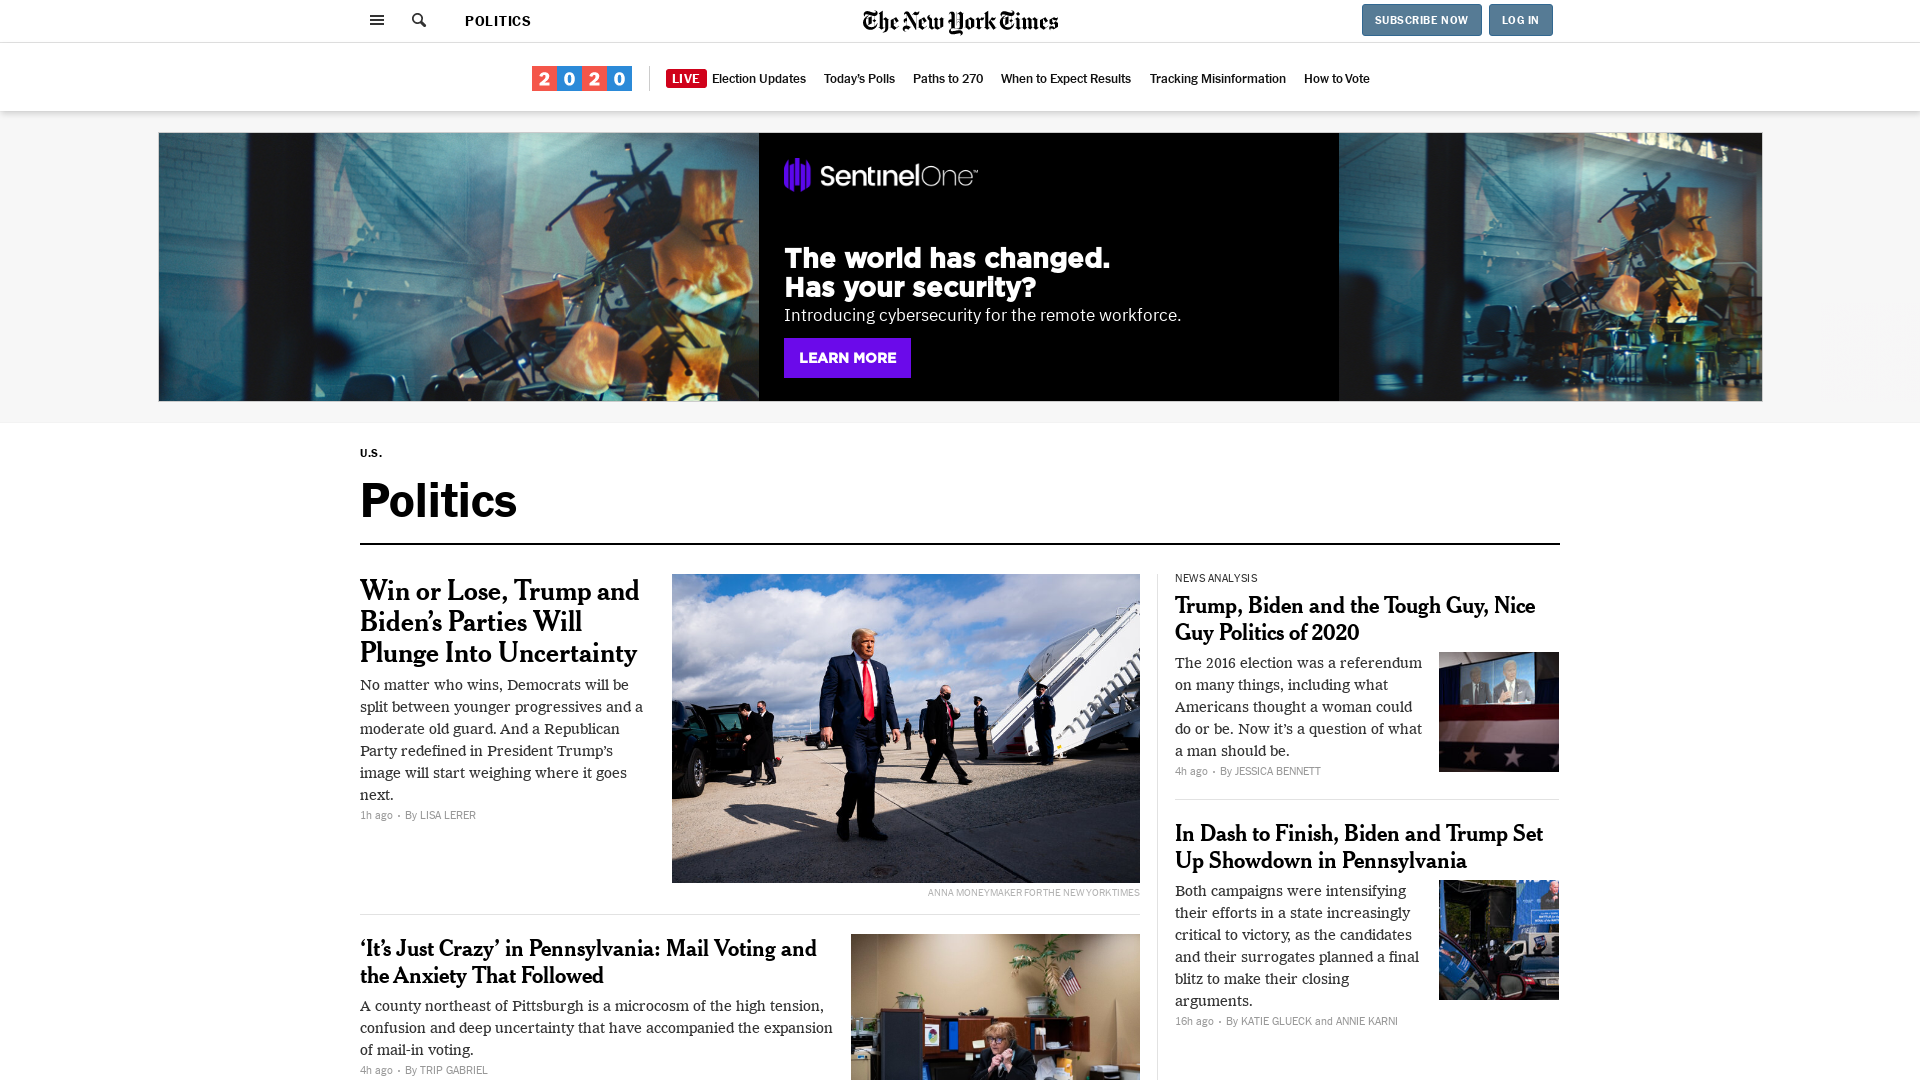 POLITICS
The New York Times
SUBSCRIBE NOW
LOG IN
2020
LIVE Election Updates
Today's Polls
Paths to 270
When to Expect Results
Tracking Misinformation
How to Vote
SentinelOne™
The world has changed.
Has your security?
Introducing cybersecurity for the remote workforce.
LEARN MORE
U.S.
Politics
Win or Lose, Trump and
Biden’s Parties Will
Plunge Into Uncertainty
No matter who wins, Democrats will be
split between younger progressives and a
moderate old guard. And a Republican
Party redefined in President Trump’s
image will start weighing where it goes
next.
1h ago • By LISA LERER
ANNA MONEYMAKER FOR THE NEW YORK TIMES
‘It’s Just Crazy’ in Pennsylvania: Mail Voting and
the Anxiety That Followed
A county northeast of Pittsburgh is a microcosm of the high tension,
confusion and deep uncertainty that have accompanied the expansion
of mail-in voting.
4h ago • By TRIP GABRIEL
NEWS ANALYSIS
Trump, Biden and the Tough Guy, Nice
Guy Politics of 2020
The 2016 election was a referendum
on many things, including what
Americans thought a woman could
do or be. Now it’s a question of what
a man should be.
4h ago • By JESSICA BENNETT
In Dash to Finish, Biden and Trump Set
Up Showdown in Pennsylvania
Both campaigns were intensifying
their efforts in a state increasingly
critical to victory, as the candidates
and their surrogates planned a final
blitz to make their closing
arguments.
16h ago • By KATIE GLUECK and ANNIE KARNI